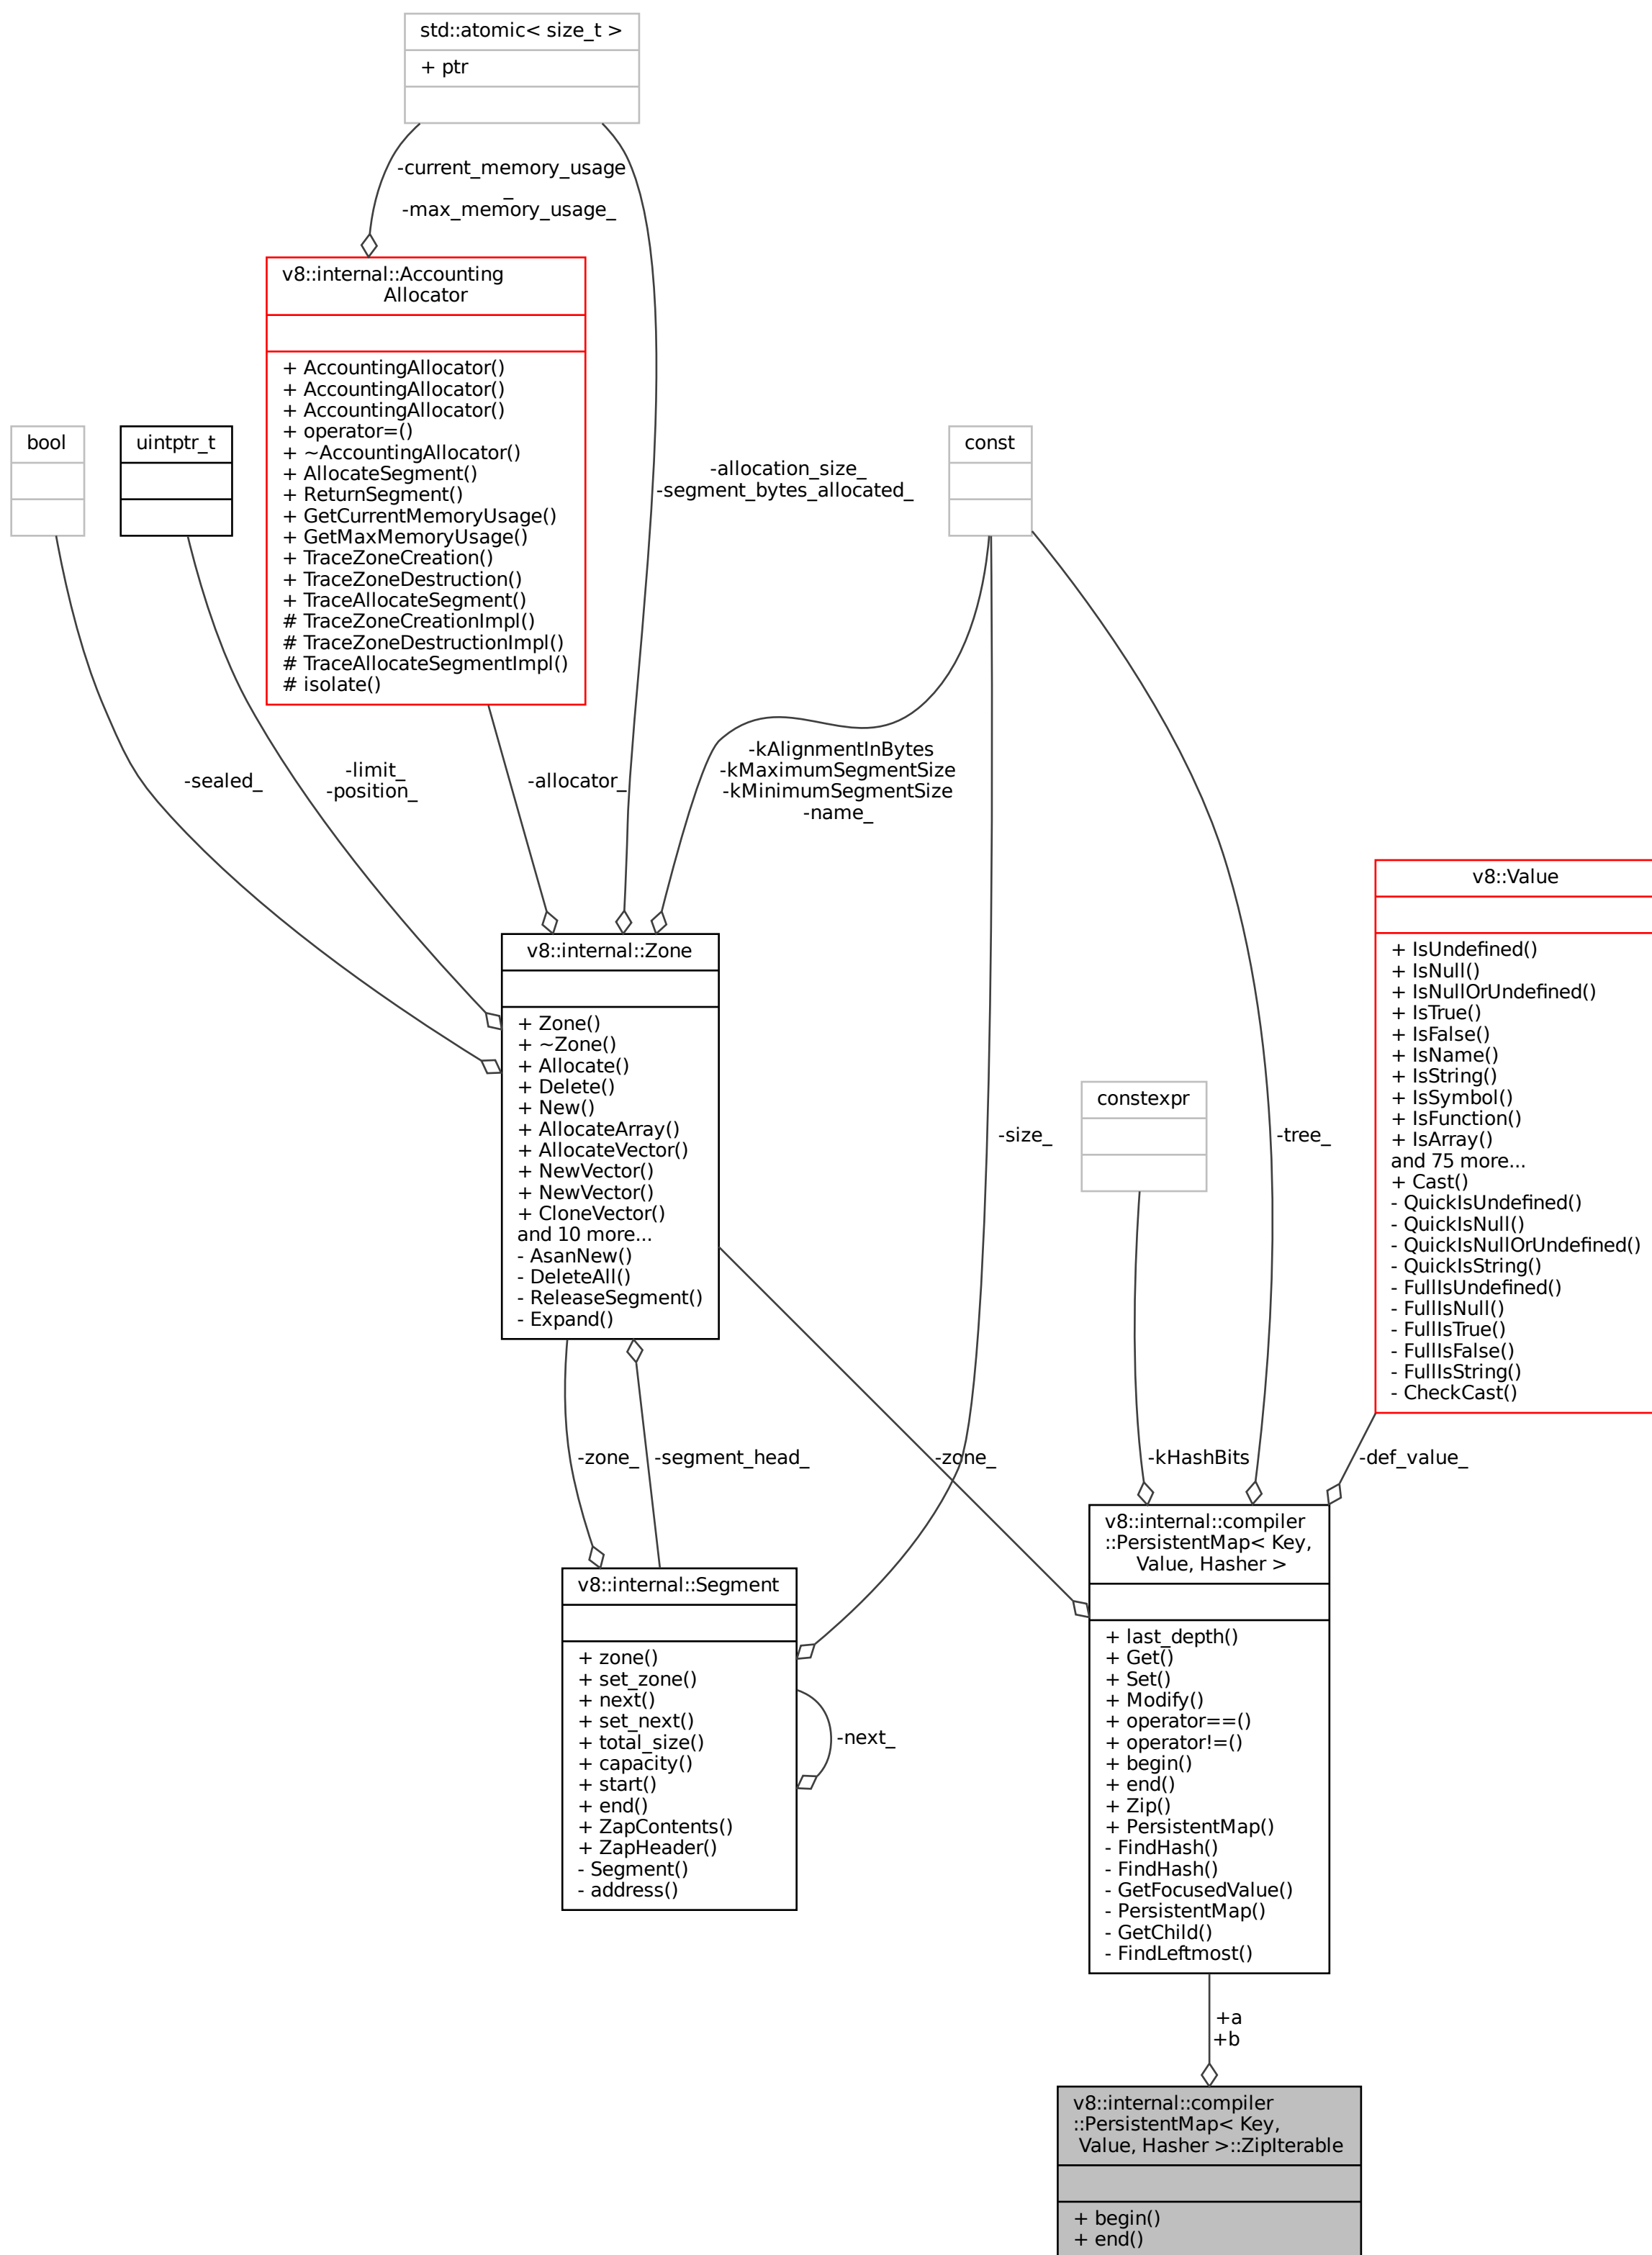 std::atomic< size_t >
+ ptr
-current_memory_usage
_
-max_memory_usage_
v8::internal::Accounting
Allocator
+ AccountingAllocator()
+ AccountingAllocator()
+ AccountingAllocator()
+ operator=()
+ ~AccountingAllocator()
+ AllocateSegment()
+ ReturnSegment()
+ GetCurrentMemoryUsage()
+ GetMaxMemoryUsage()
+ TraceZoneCreation()
+ TraceZoneDestruction()
+ TraceAllocateSegment()
# TraceZoneCreationImpl()
# TraceZoneDestructionImpl()
# TraceAllocateSegmentImpl()
# isolate()
bool
uintptr_t
-allocation_size_
-segment_bytes_allocated_
const
-sealed_
-limit_
-position_
-allocator_
-kAlignmentInBytes
-kMaximumSegmentSize
-kMinimumSegmentSize
-name_
v8::internal::Zone
+ Zone()
+ ~Zone()
+ Allocate()
+ Delete()
+ New()
+ AllocateArray()
+ AllocateVector()
+ NewVector()
+ NewVector()
+ CloneVector()
and 10 more...
- AsanNew()
- DeleteAll()
- ReleaseSegment()
- Expand()
-size_
constexpr
-tree_
v8::Value
+ IsUndefined()
+ IsNull()
+ IsNullOrUndefined()
+ IsTrue()
+ IsFalse()
+ IsName()
+ IsString()
+ IsSymbol()
+ IsFunction()
+ IsArray()
and 75 more...
+ Cast()
- QuickIsUndefined()
- QuickIsNull()
- QuickIsNullOrUndefined()
- QuickIsString()
- FullIsUndefined()
- FullIsNull()
- FullIsTrue()
- FullIsFalse()
- FullIsString()
- CheckCast()
-zone_
-segment_head_
-zone_
-kHashBits
-def_value_
v8::internal::Segment
+ zone()
+ set_zone()
+ next()
+ set_next()
+ total_size()
+ capacity()
+ start()
+ end()
+ ZapContents()
+ ZapHeader()
- Segment()
- address()
-next_
v8::internal::compiler
::PersistentMap< Key,
Value, Hasher >
+ last_depth()
+ Get()
+ Set()
+ Modify()
+ operator==()
+ operator!=()
+ begin()
+ end()
+ Zip()
+ PersistentMap()
- FindHash()
- FindHash()
- GetFocusedValue()
- PersistentMap()
- GetChild()
- FindLeftmost()
+a
+b
v8::internal::compiler
::PersistentMap< Key,
Value, Hasher >::ZipIterable
+ begin()
+ end()